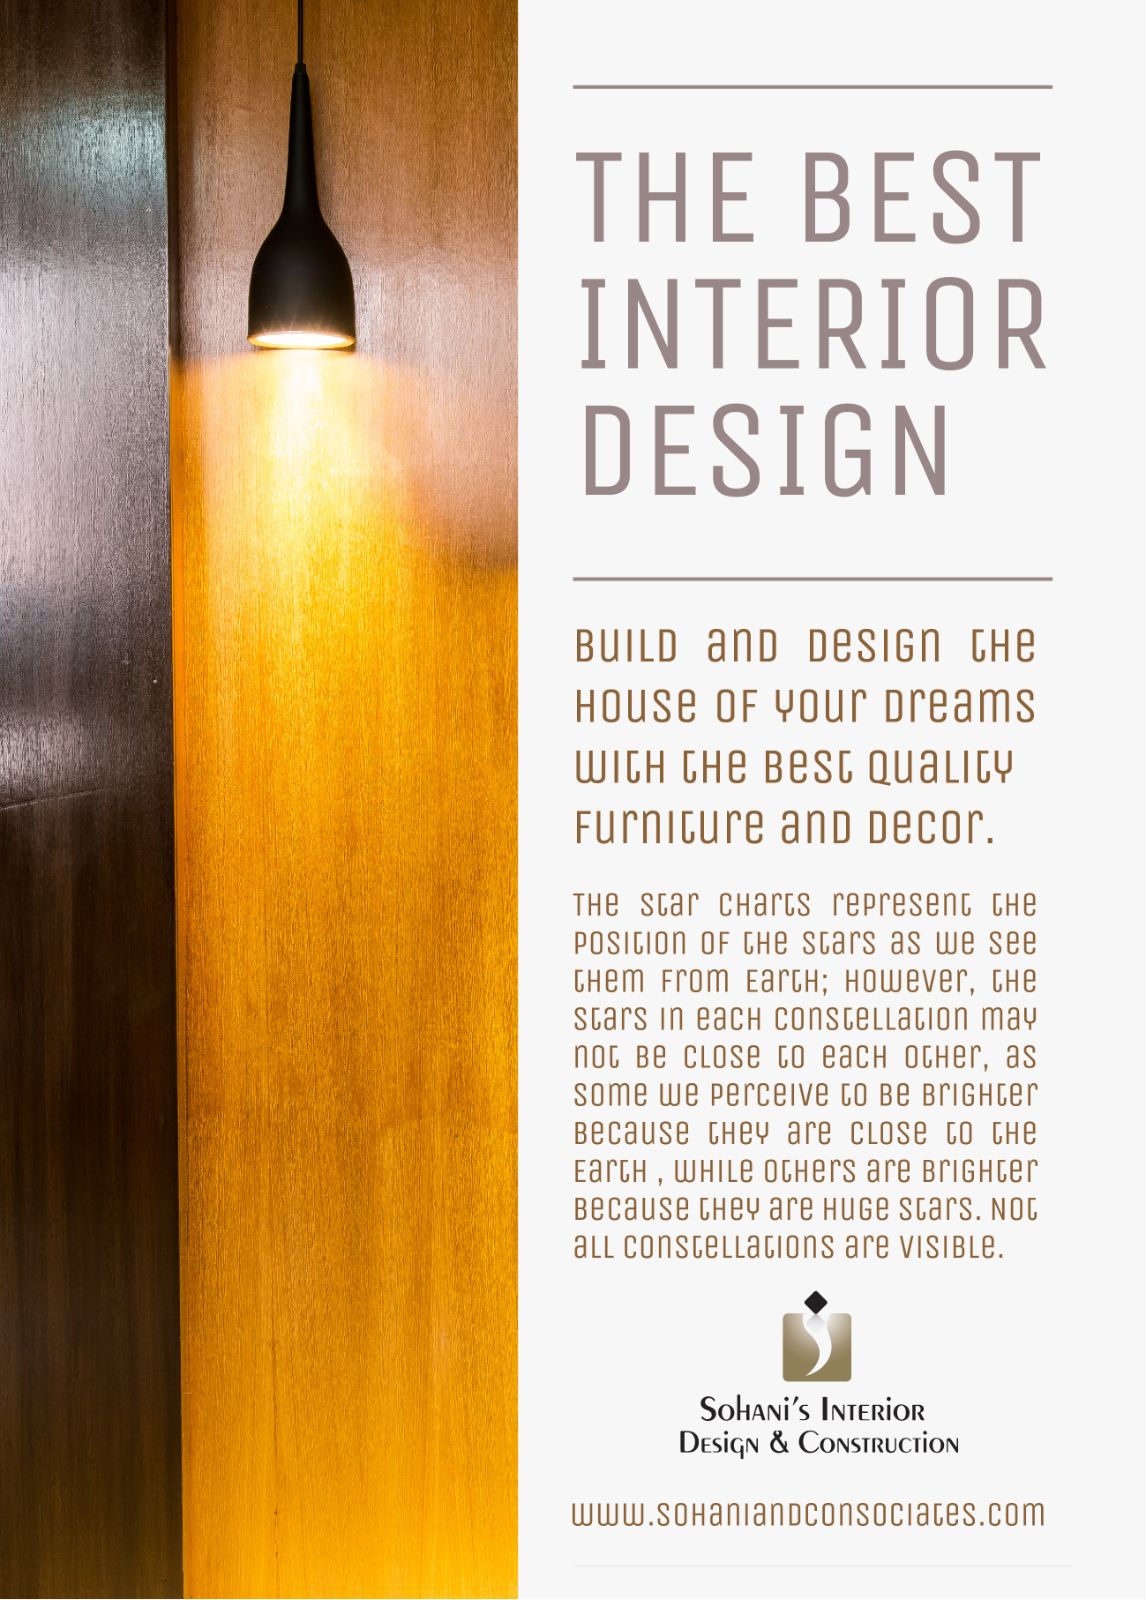 THE BEST
INTERIOR
DESIGN
BUILD AND DESIGN THE
HOUSE OF YOUR DREAMS
WITH THE BEST QUALITY
FURNITURE AND DECOR.
THE STAR CHARTS REPRESENT THE
POSITION OF THE STARS AS WE SEE
THEM FROM EARTH; HOWEVER, THE
STARS IN EACH CONSTELLATION MAY
NOT BE CLOSE TO EACH OTHER, AS
SOME WE PERCEIVE TO BE BRIGHTER
BECAUSE THEY ARE CLOSE TO THE
EARTH , WHILE OTHERS ARE BRIGHTER
BECAUSE THEY ARE HUGE STARS. NOT
ALL CONSTELLATIONS ARE VISIBLE.
Sohani's Interior
Design & Construction
www.sohaniandconsociates.com